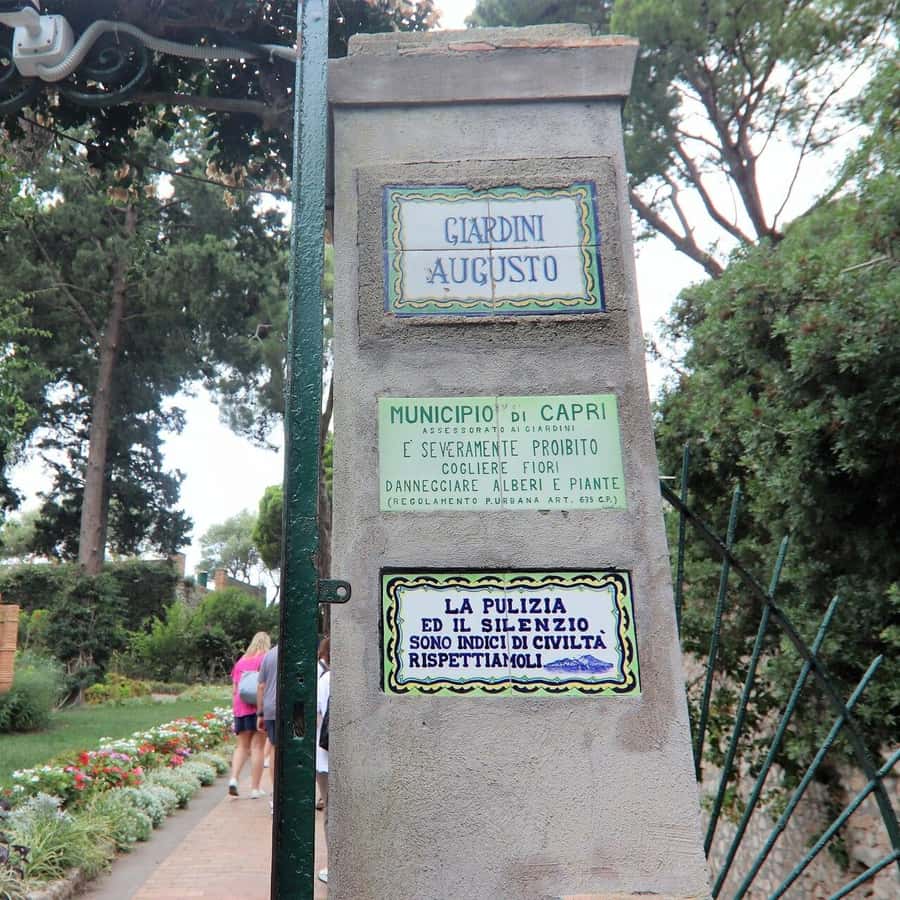 GIARDINI
AUGUSTO
MUNICIPIO DI CAPRI
ASSESSORATO AI GIARDINI
E' SEVERAMENTE PROIBITO
COGLIERE FIORI
DANNEGGIARE ALBERI E PIANTE
(REGOLAMENTO P.URBANA ART. 675 C.P.)
LA PULIZIA
ED IL SILENZIO
SONO INDICI DI CIVILTÀ
RISPETTIAMOLI